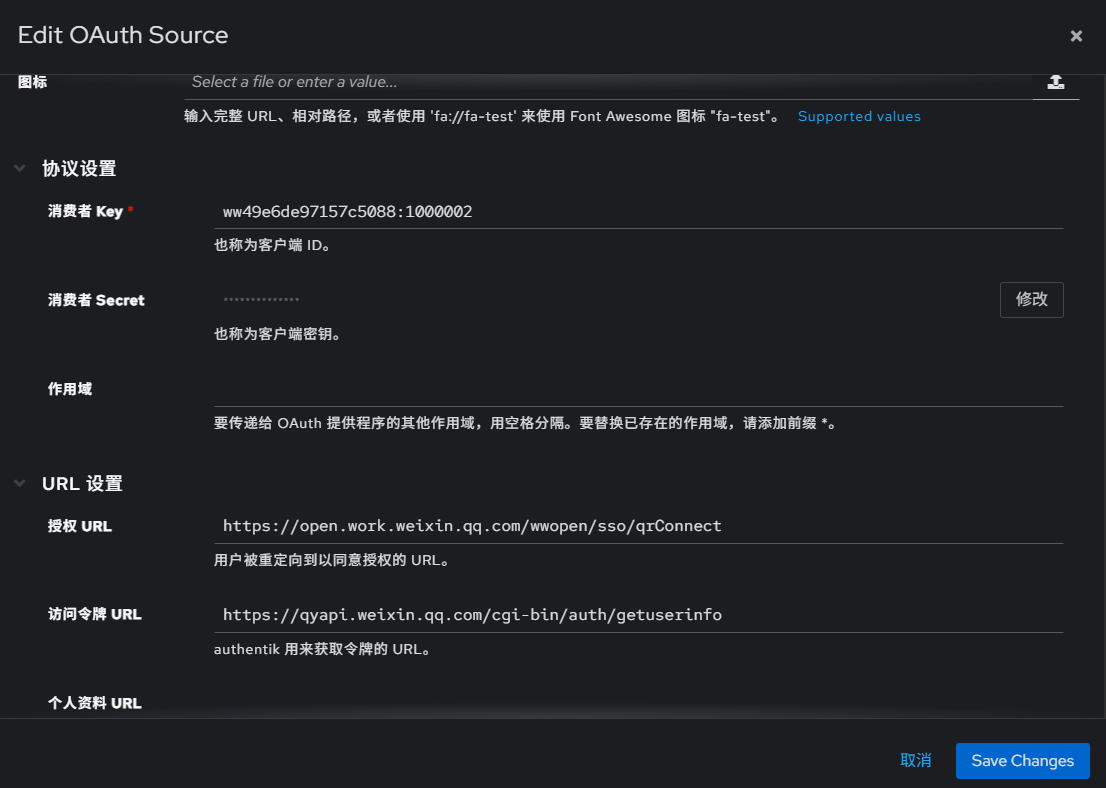 Edit OAuth Source
图标
Select a file or enter a value...
输入完整 URL、相对路径，或者使用 'fa://fa-test' 来使用 Font Awesome 图标 "fa-test"。 Supported values
协议设置
消费者 Key *
ww49e6de97157c5088:1000002
也称为客户端 ID。
消费者 Secret
修改
也称为客户端密钥。
作用域
要传递给 OAuth 提供程序的其他作用域，用空格分隔。要替换已存在的作用域，请添加前缀 *。
URL 设置
授权 URL
https://open.work.weixin.qq.com/wwopen/sso/qrConnect
用户被重定向到以同意授权的 URL。
访问令牌 URL
https://qyapi.weixin.qq.com/cgi-bin/auth/getuserinfo
authentik 用来获取令牌的 URL。
个人资料 URL
取消
Save Changes